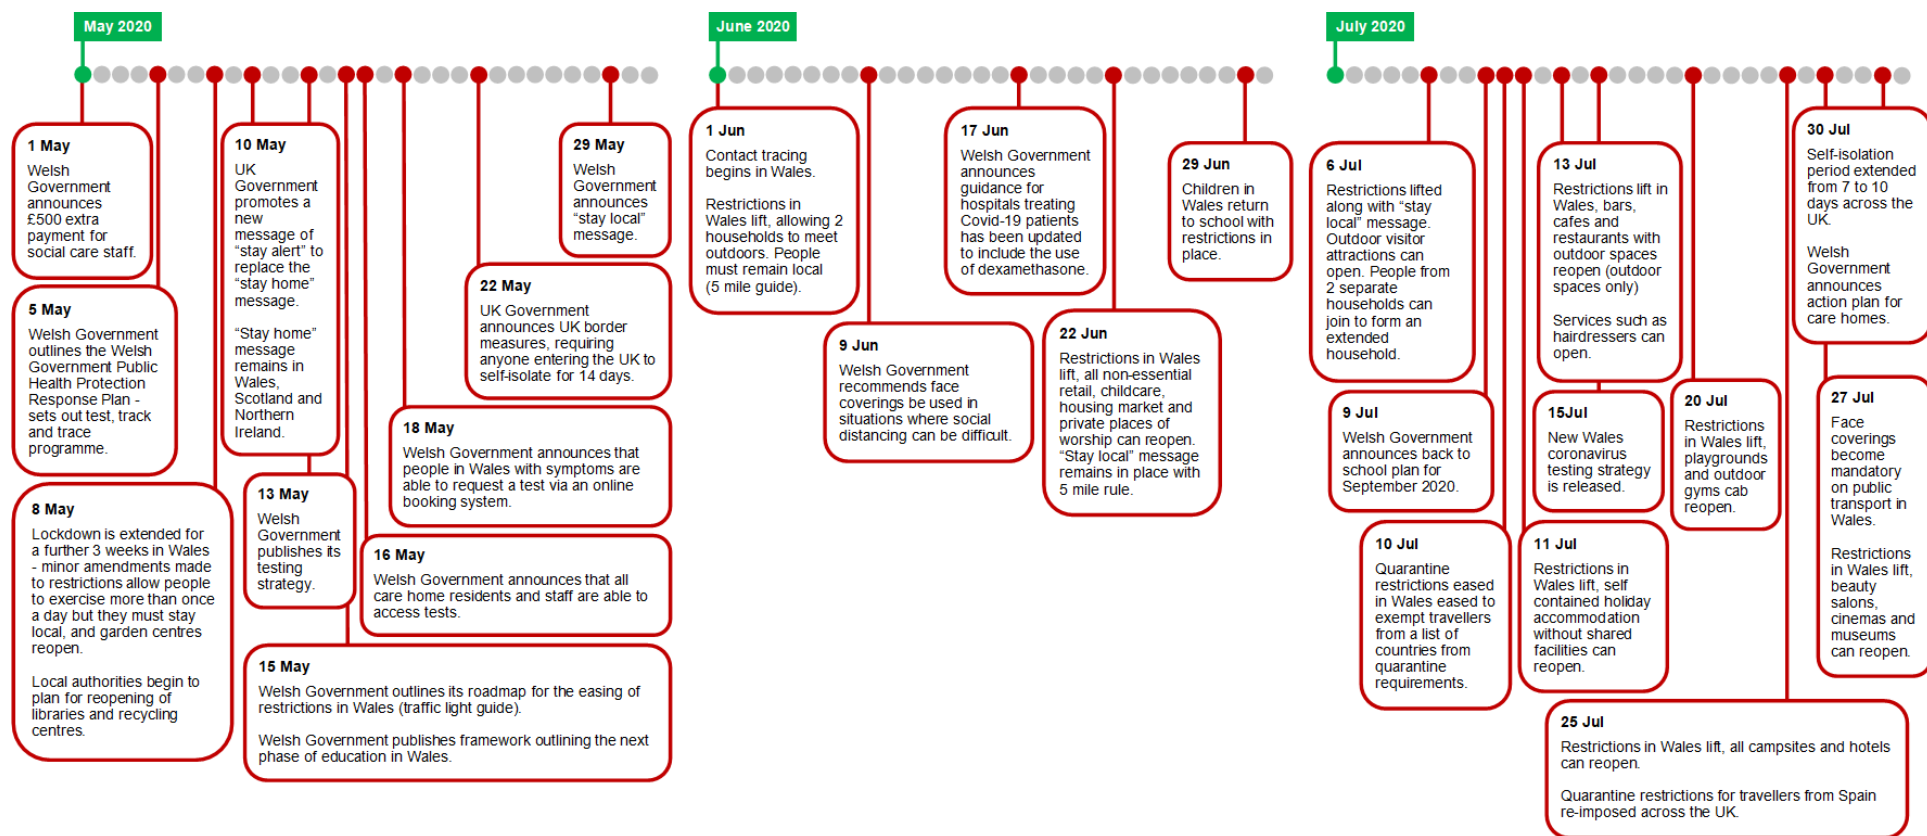 May 2020
1 May
Welsh
Government
announces
£500 extra
payment for
social care staff.
5 May
Welsh Government
outlines the Welsh
Government Public
Health Protection
Response Plan -
sets out test, track
and trace
programme.
8 May
Lockdown is extended for
a further 3 weeks in Wales
- minor amendments made
to restrictions allow people
to exercise more than once
a day but they must stay
local, and garden centres
reopen.
Local authorities begin to
plan for reopening of
libraries and recycling
centres.
10 May
UK
Government
promotes a
new
message of
“stay alert” to
replace the
“stay home”
message.
“Stay home”
message
remains in
Wales,
Scotland and
Northern
Ireland.
13 May
Welsh
Government
publishes its
testing
strategy.
15 May
Welsh Government outlines its roadmap for the easing of
restrictions in Wales (traffic light guide).
Welsh Government publishes framework outlining the next
phase of education in Wales.
16 May
Welsh Government announces that all
care home residents and staff are able to
access tests.
18 May
Welsh Government announces that
people in Wales with symptoms are
able to request a test via an online
booking system.
22 May
UK Government
announces UK border
measures, requiring
anyone entering the UK to
self-isolate for 14 days.
29 May
Welsh
Government
announces
“stay local”
message.
June 2020
1 Jun
Contact tracing
begins in Wales.
Restrictions in
Wales lift, allowing 2
households to meet
outdoors. People
must remain local
(5 mile guide).
9 Jun
Welsh Government
recommends face
coverings be used in
situations where social
distancing can be difficult.
17 Jun
Welsh Government
announces
guidance for
hospitals treating
Covid-19 patients
has been updated
to include the use
of dexamethasone.
22 Jun
Restrictions in Wales
lift, all non-essential
retail, childcare,
housing market and
private places of
worship can reopen.
“Stay local” message
remains in place with
5 mile rule.
29 Jun
Children in
Wales return
to school with
restrictions in
place.
July 2020
6 Jul
Restrictions lifted
along with “stay
local” message.
Outdoor visitor
attractions can
open. People from
2 separate
households can
join to form an
extended
household.
9 Jul
Welsh Government
announces back to
school plan for
September 2020.
10 Jul
Quarantine
restrictions eased
in Wales eased to
exempt travellers
from a list of
countries from
quarantine
requirements.
11 Jul
Restrictions in
Wales lift, self
contained holiday
accommodation
without shared
facilities can
reopen.
13 Jul
Restrictions lift in
Wales, bars,
cafes and
restaurants with
outdoor spaces
reopen (outdoor
spaces only)
Services such as
hairdressers can
open.
15Jul
New Wales
coronavirus
testing strategy
is released.
20 Jul
Restrictions
in Wales lift,
playgrounds
and outdoor
gyms cab
reopen.
25 Jul
Restrictions in Wales lift, all campsites and hotels
can reopen.
Quarantine restrictions for travellers from Spain
re-imposed across the UK.
30 Jul
Self-isolation
period extended
from 7 to 10
days across the
UK.
Welsh
Government
announces
action plan for
care homes.
27 Jul
Face
coverings
become
mandatory
on public
transport in
Wales.
Restrictions
in Wales lift,
beauty
salons,
cinemas and
museums
can reopen.